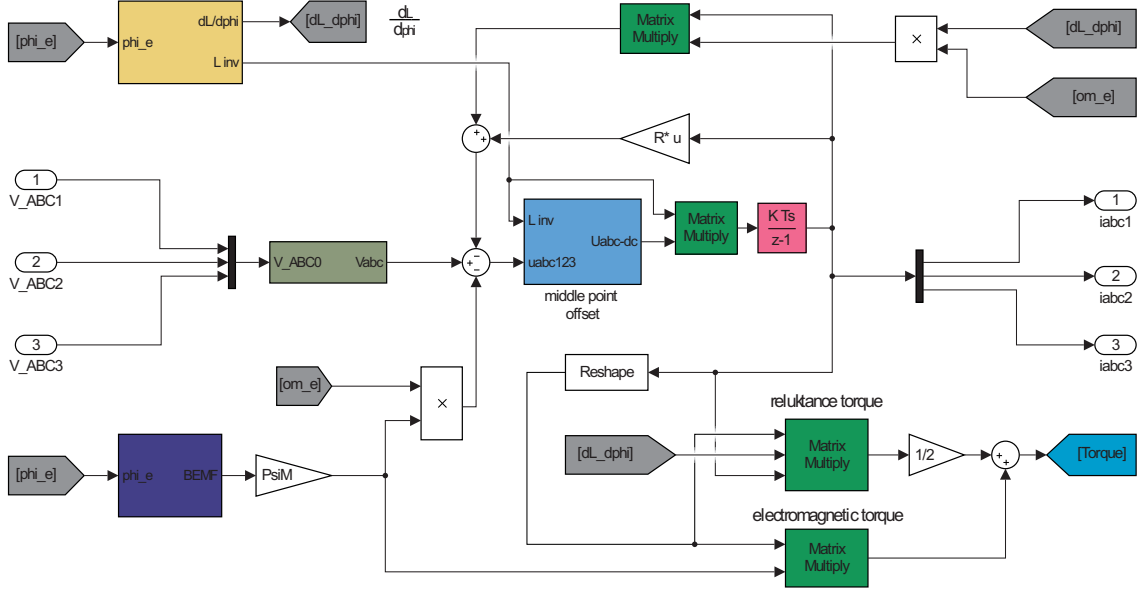 [phi_e]
phi_e
dL/dphi
L inv
[dL_dphi]
dL
dphi
Matrix
Multiply
×
[dL_dphi]
[om_e]
+
+
R* u
1
V_ABC1
2
V_ABC2
3
V_ABC3
V_ABC0
Vabc
+
−
−
L inv
uabc123
Uabc-dc
middle point
offset
Matrix
Multiply
K Ts
z-1
1
iabc1
2
iabc2
3
iabc3
[om_e]
×
Reshape
reluktance torque
[dL_dphi]
Matrix
Multiply
1/2
+
+
[Torque]
[phi_e]
phi_e
BEMF
PsiM
electromagnetic torque
Matrix
Multiply